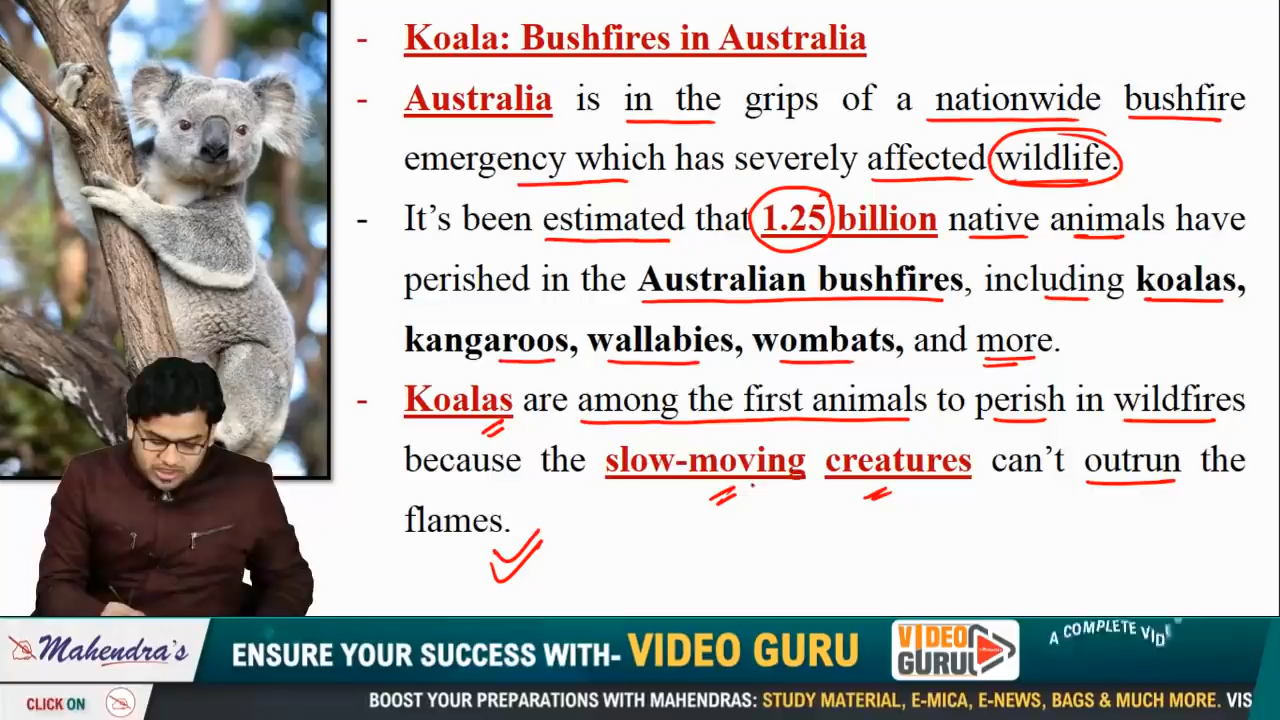 - Koala: Bushfires in Australia
- Australia is in the grips of a nationwide bushfire
emergency which has severely affected wildlife.
- It’s been estimated that 1.25 billion native animals have
perished in the Australian bushfires, including koalas,
kangaroos, wallabies, wombats, and more.
- Koalas are among the first animals to perish in wildfires
because the slow-moving creatures can’t outrun the
flames.
Mahendra's
ENSURE YOUR SUCCESS WITH- VIDEO GURU
VIDEO
GURU!
A COMPLETE VID
CLICK ON
BOOST YOUR PREPARATIONS WITH MAHENDRAS: STUDY MATERIAL, E-MICA, E-NEWS, BAGS & MUCH MORE. VIS